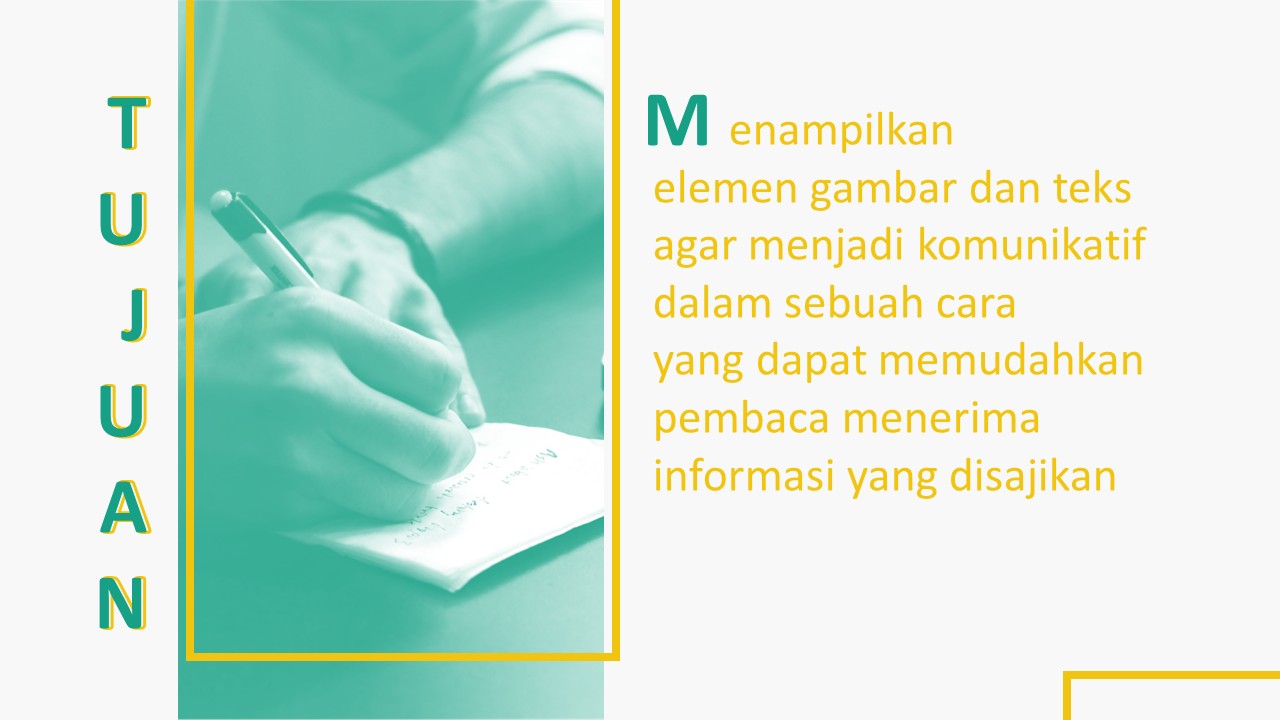 TUJUAN
Menampilkan
elemen gambar dan teks
agar menjadi komunikatif
dalam sebuah cara
yang dapat memudahkan
pembaca menerima
informasi yang disajikan